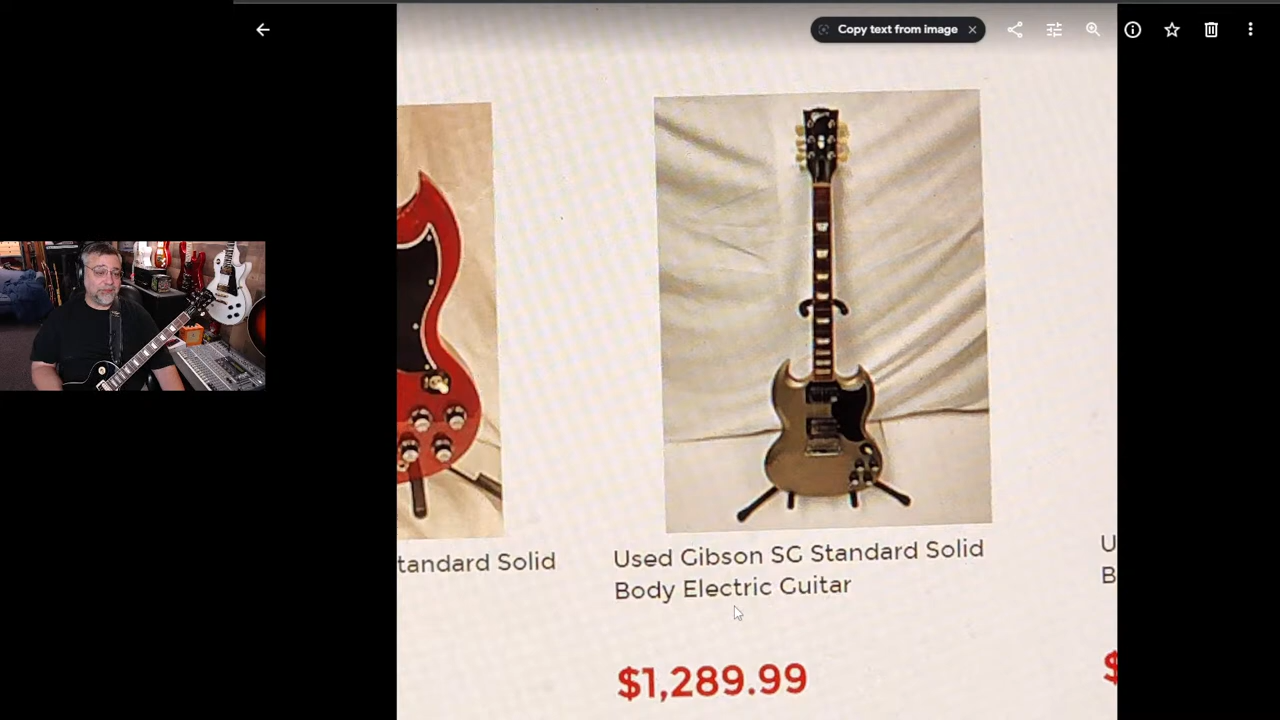 Copy text from image
tandard Solid
Used Gibson SG Standard Solid
Body Electric Guitar
$1,289.99
U
B
$